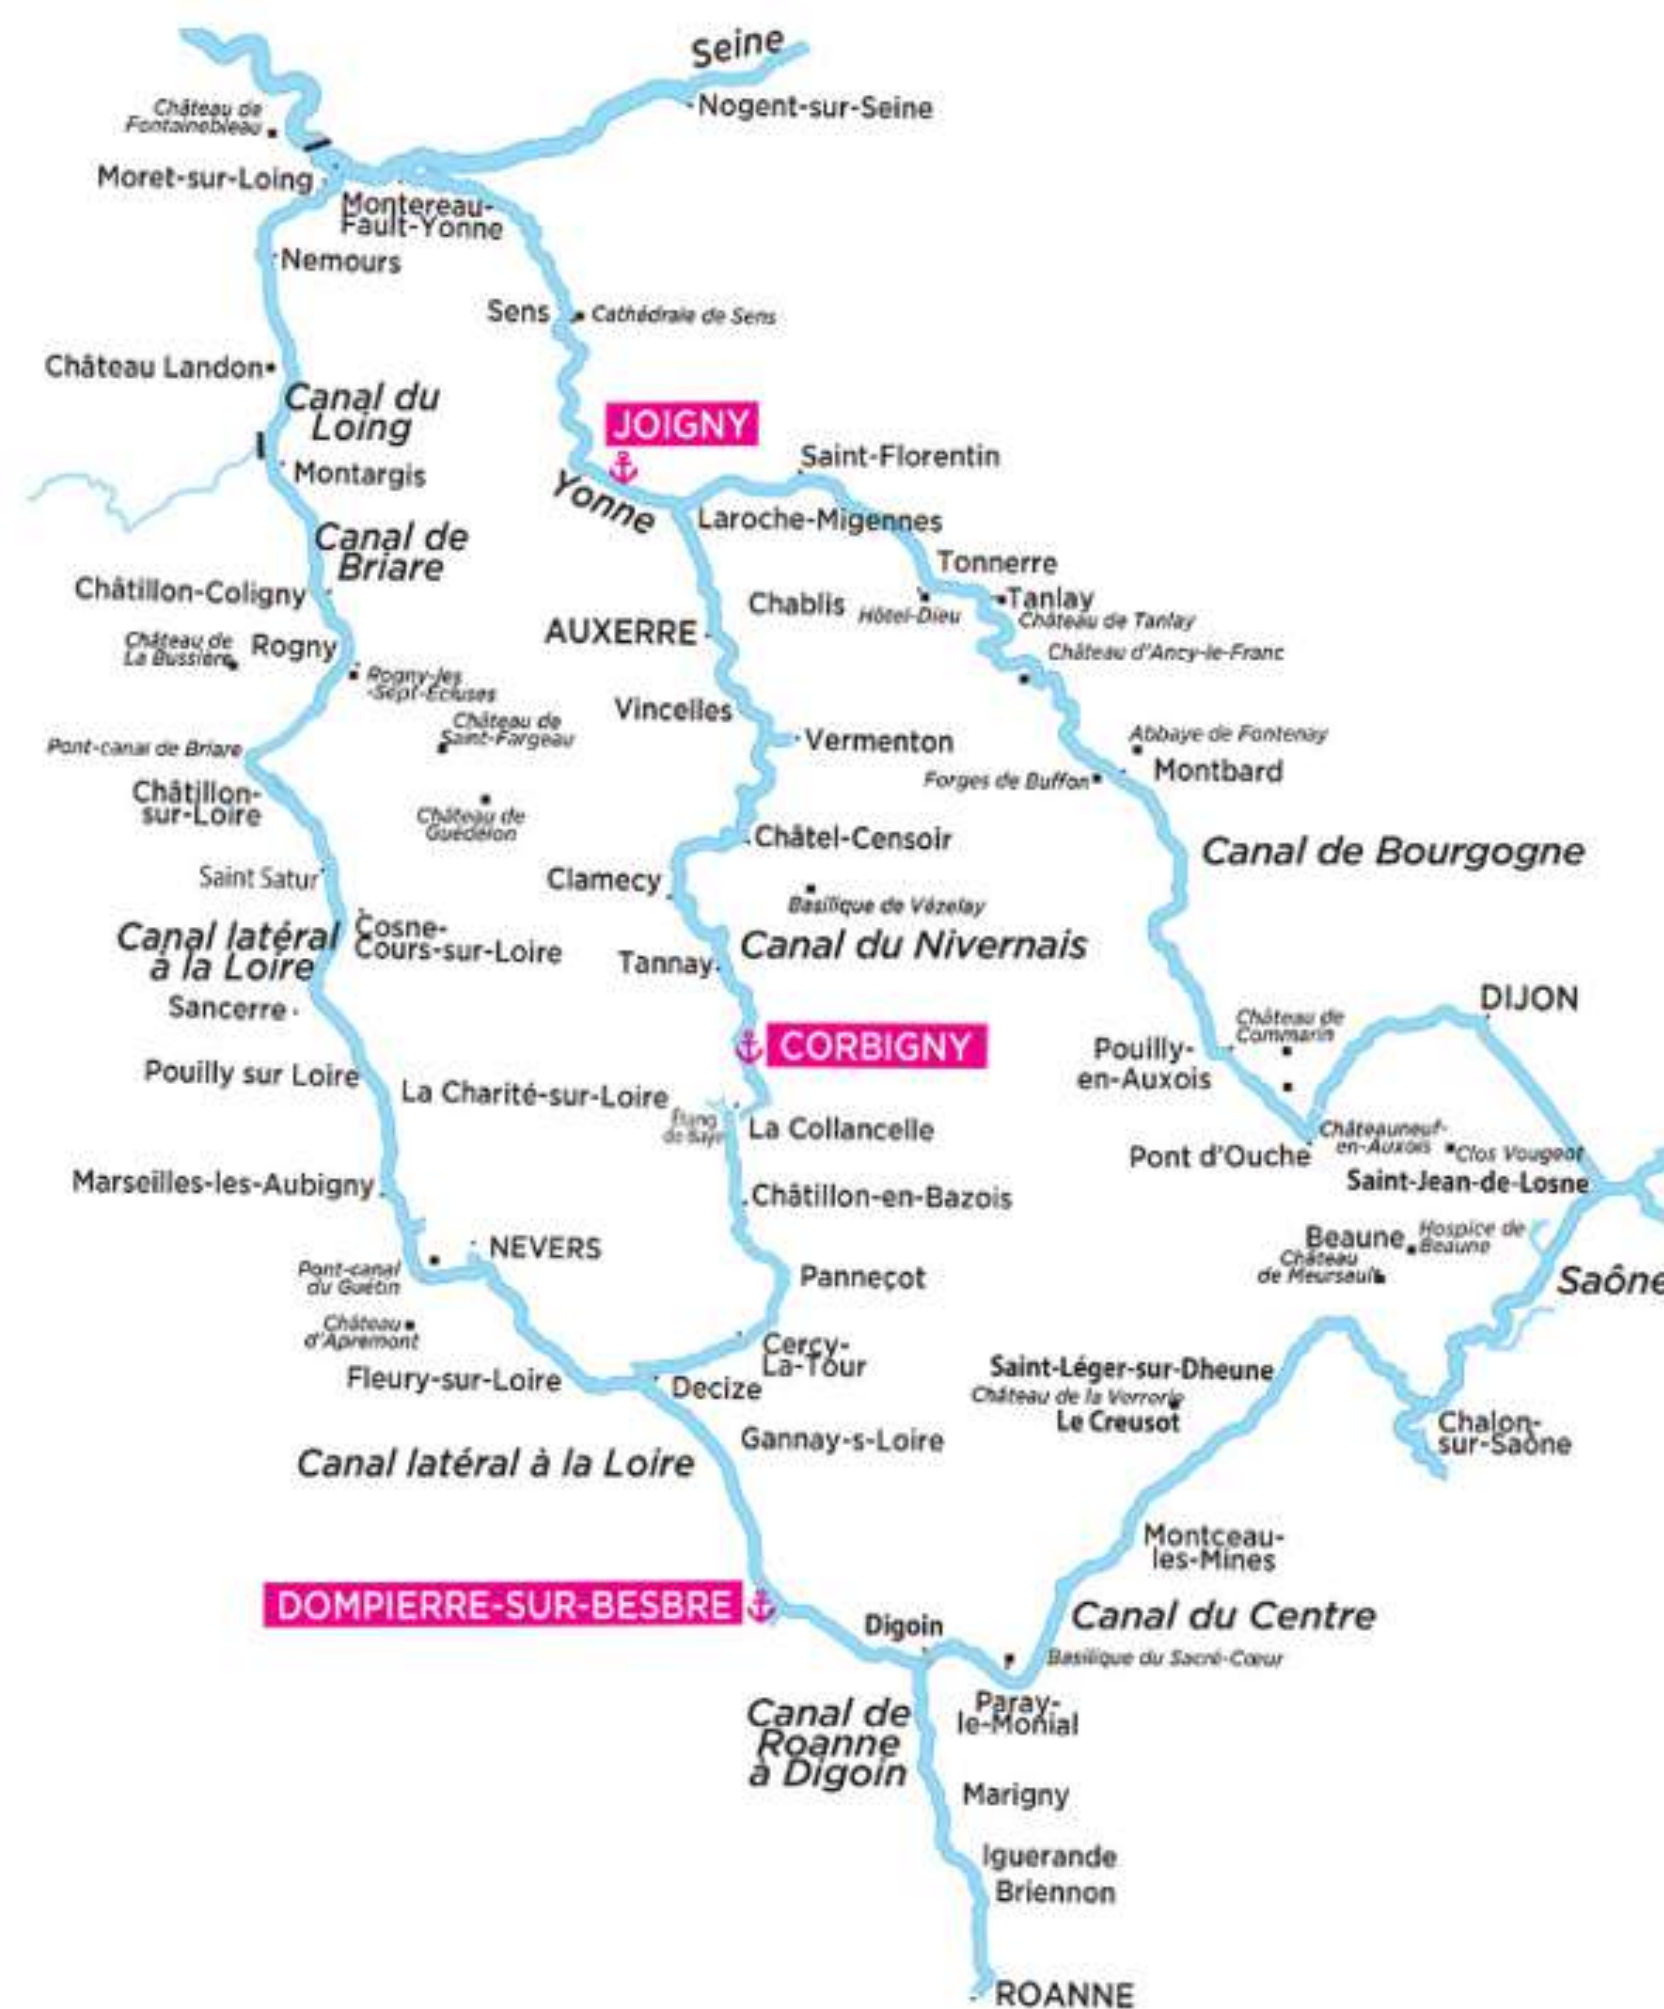 Seine
Nogent-sur-Seine
Château de
Fontainebleau
Moret-sur-Loing
Montereau-
Fault-Yonne
Nemours
Sens
Cathédrale de Sens
Château Landon
Canal du
Loing
JOIGNY
Saint-Florentin
Montargis
Yonne
Laroche-Migennes
Canal de
Briare
Tonnerre
Châtillon-Coligny
Chablis
Hôtel-Dieu
Tanlay
Château de Tanlay
AUXERRE
Château de
La Bussière
Rogny
Château d'Ancy-le-Franc
Rogny-les
-Sept-Écluses
Vincelles
Château de
Saint-Fargeau
Vermenton
Abbaye de Fontenay
Pont-canal de Briare
Forges de Buffon
Montbard
Châtillon-
sur-Loire
Château de
Guédelon
Châtel-Censoir
Canal de Bourgogne
Saint Satur
Clamecy
Basilique de Vézelay
Canal latéral
à la Loire
Cosne-
Cours-sur-Loire
Canal du Nivernais
Tannay
Sancerre
DIJON
Château de
Commarin
CORBIGNY
Pouilly-
en-Auxois
Pouilly sur Loire
La Charité-sur-Loire
Étang
de Baye
La Collancelle
Pont d'Ouche
Châteauneuf-
en-Auxois
Clos Vougeot
Saint-Jean-de-Losne
Marseilles-les-Aubigny
Châtillon-en-Bazois
Beaune
Hospice de
Beaune
Château
de Meursault
Saône
NEVERS
Pont-canal
du Guétin
Panneçot
Château
d'Apremont
Cercy-
La-Tour
Fleury-sur-Loire
Decize
Saint-Léger-sur-Dheune
Château de la Verrerie
Le Creusot
Chalon-
sur-Saône
Gannay-s-Loire
Canal latéral à la Loire
Montceau-
les-Mines
DOMPIERRE-SUR-BESBRE
Digoin
Canal du Centre
Basilique du Sacré-Cœur
Paray-
le-Monial
Canal de
Roanne
à Digoin
Marigny
Iguerande
Briennon
ROANNE